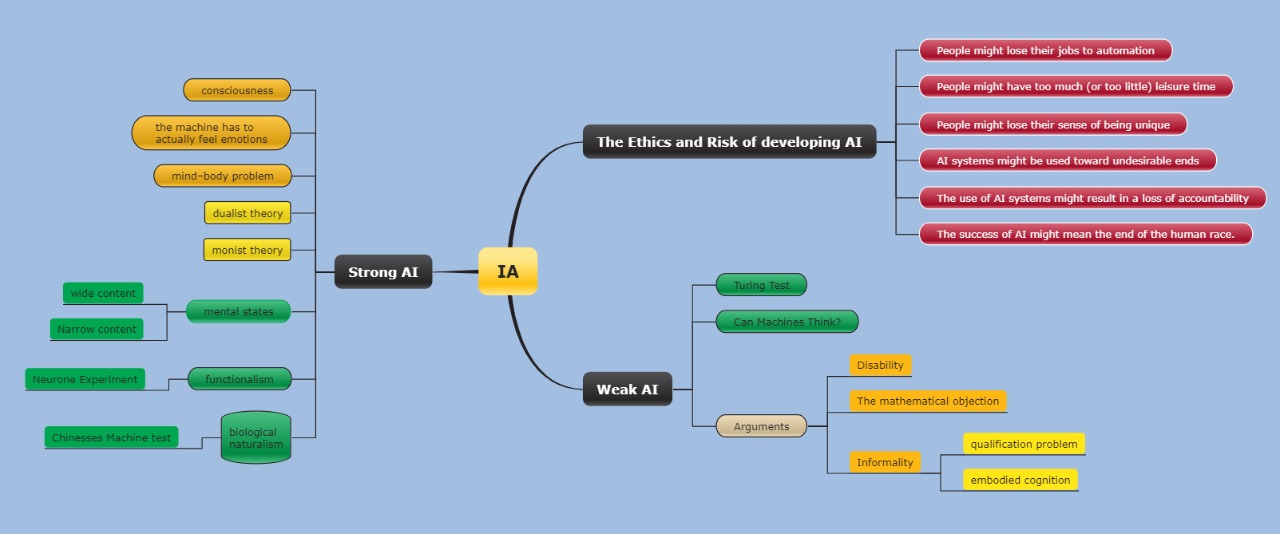 IA
The Ethics and Risk of developing AI
People might lose their jobs to automation
People might have too much (or too little) leisure time
People might lose their sense of being unique
AI systems might be used toward undesirable ends
The use of AI systems might result in a loss of accountability
The success of AI might mean the end of the human race.
Weak AI
Turing Test
Can Machines Think?
Arguments
Disability
The mathematical objection
Informality
qualification problem
embodied cognition
Strong AI
consciousness
the machine has to
actually feel emotions
mind-body problem
dualist theory
monist theory
mental states
wide content
Narrow content
functionalism
Neurone Experiment
biological
naturalism
Chinesses Machine test